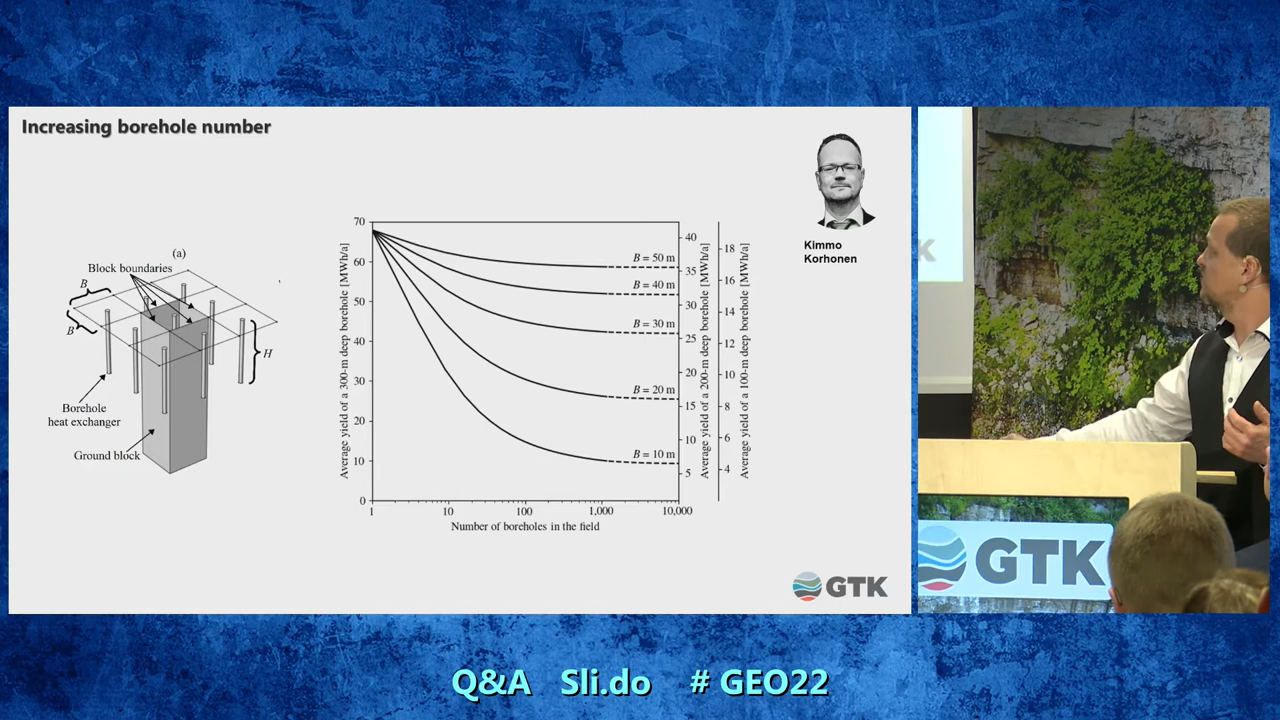 Increasing borehole number
Kimmo
Korhonen
(a)
Block boundaries
B
B
H
Borehole
heat exchanger
Ground block
70
60
50
40
30
20
10
0
Average yield of a 300-m deep borehole [MWh/a]
B = 50 m
B = 40 m
B = 30 m
B = 20 m
B = 10 m
40
35
30
25
20
15
10
5
Average yield of a 200-m deep borehole [MWh/a]
18
16
14
12
10
8
6
4
Average yield of a 100-m deep borehole [MWh/a]
1
10
100
1,000
10,000
Number of boreholes in the field
GTK
K
GTK
Q&A Sli.do # GEO22